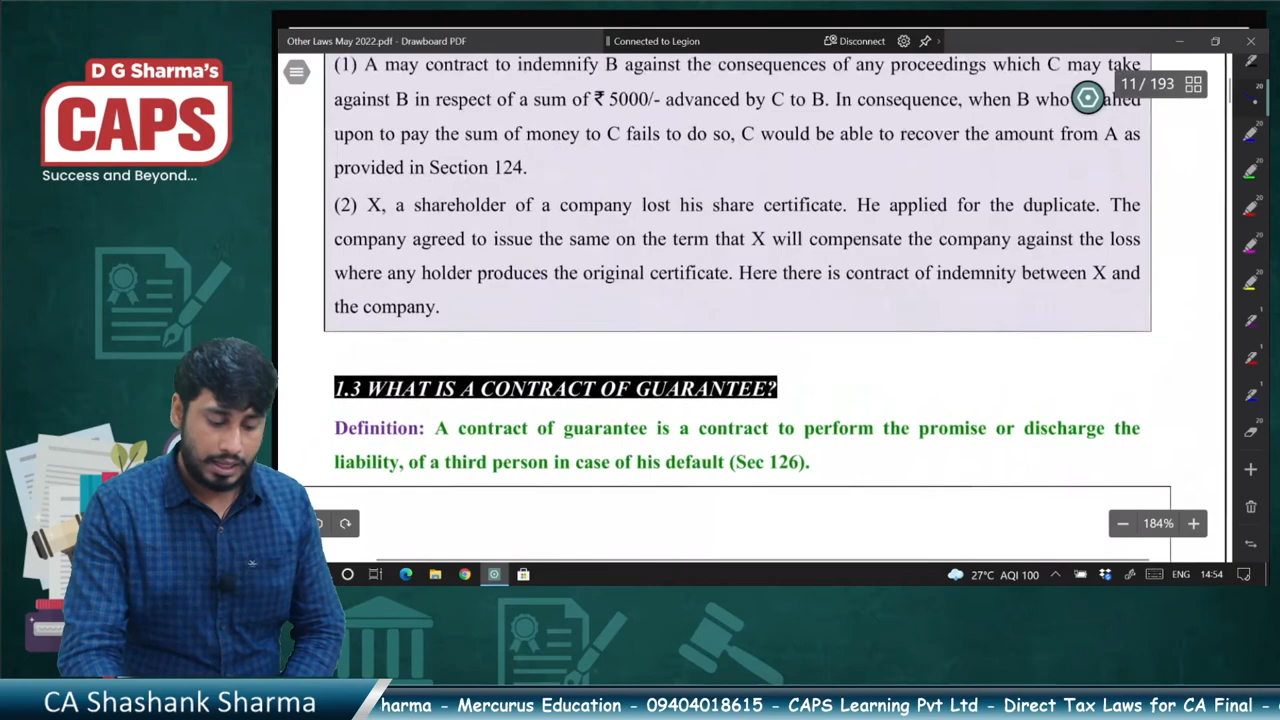 Other Laws May 2022.pdf - Drawboard PDF
Connected to Legion
Disconnect
D G Sharma's
CAPS
Success and Beyond...
11 / 193
(1) A may contract to indemnify B against the consequences of any proceedings which C may take
against B in respect of a sum of ₹ 5000/- advanced by C to B. In consequence, when B who
upon to pay the sum of money to C fails to do so, C would be able to recover the amount from A as
provided in Section 124.
(2) X, a shareholder of a company lost his share certificate. He applied for the duplicate. The
company agreed to issue the same on the term that X will compensate the company against the loss
where any holder produces the original certificate. Here there is contract of indemnity between X and
the company.
1.3 WHAT IS A CONTRACT OF GUARANTEE?
Definition: A contract of guarantee is a contract to perform the promise or discharge the
liability, of a third person in case of his default (Sec 126).
184%
27°C AQI 100
ENG
14:54
CA Shashank Sharma
harma - Mercurus Education - 09404018615 - CAPS Learning Pvt Ltd - Direct Tax Laws for CA Final -